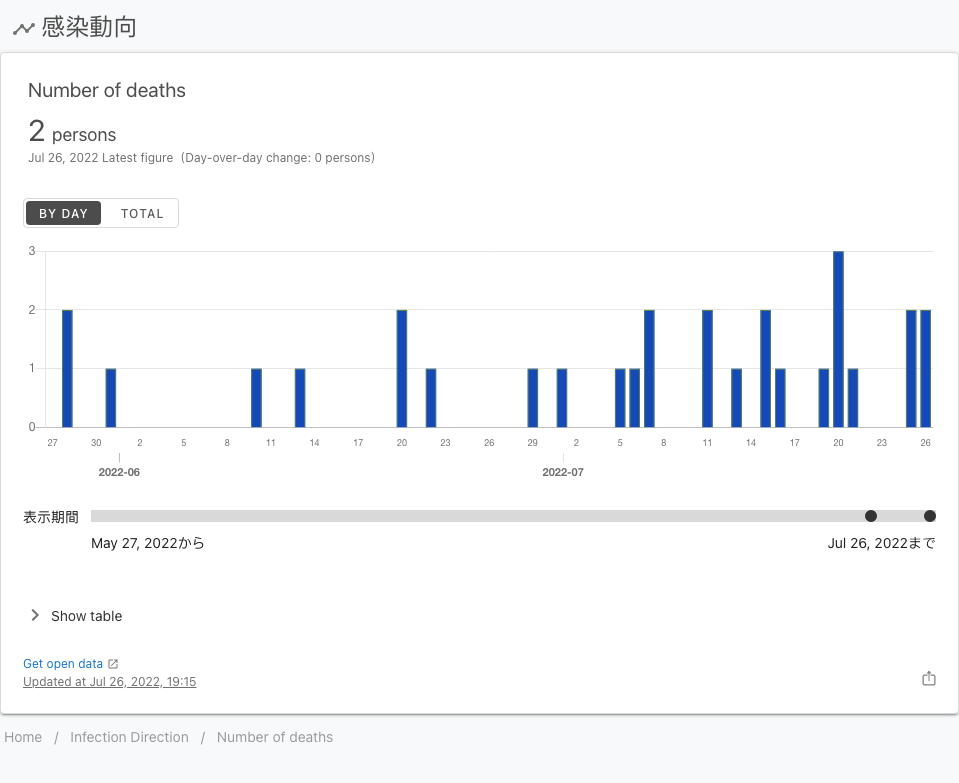 感染動向
Number of deaths
2 persons
Jul 26, 2022 Latest figure (Day-over-day change: 0 persons)
BY DAY TOTAL
3
2
1
0
27 30 2 5 8 11 14 17 20 23 26 29 2 5 8 11 14 17 20 23 26
2022-06 2022-07
表示期間
May 27, 2022から Jul 26, 2022まで
Show table
Get open data
Updated at Jul 26, 2022, 19:15
Home / Infection Direction / Number of deaths